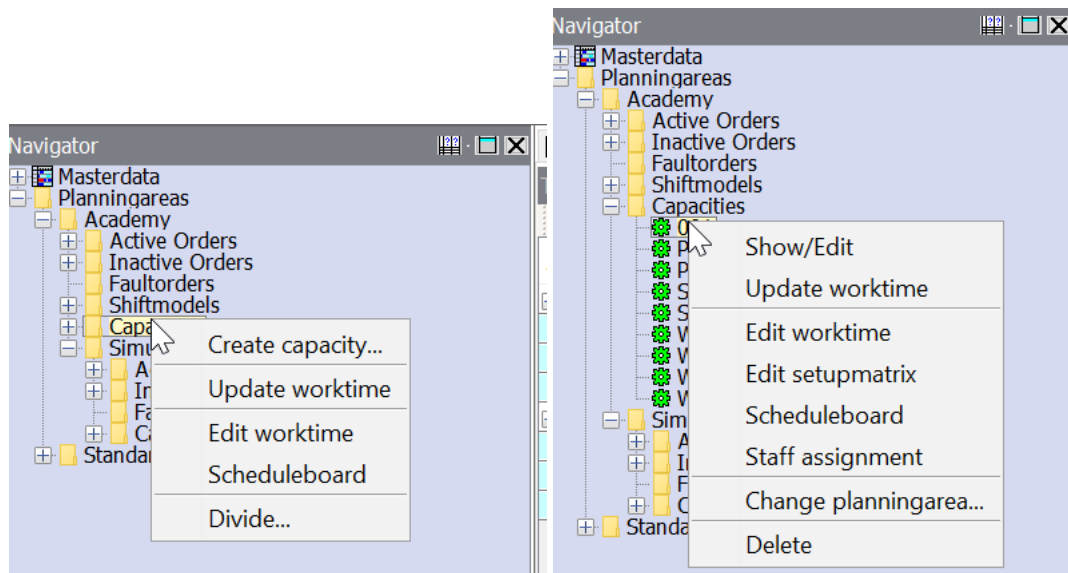 Navigator
Masterdata
Planningareas
Academy
Active Orders
Inactive Orders
Faultorders
Shiftmodels
Create capacity...
Update worktime
Edit worktime
Scheduleboard
Divide...
Navigator
Masterdata
Planningareas
Academy
Active Orders
Inactive Orders
Faultorders
Shiftmodels
Capacities
Show/Edit
Update worktime
Edit worktime
Edit setupmatrix
Scheduleboard
Staff assignment
Change planningarea...
Delete